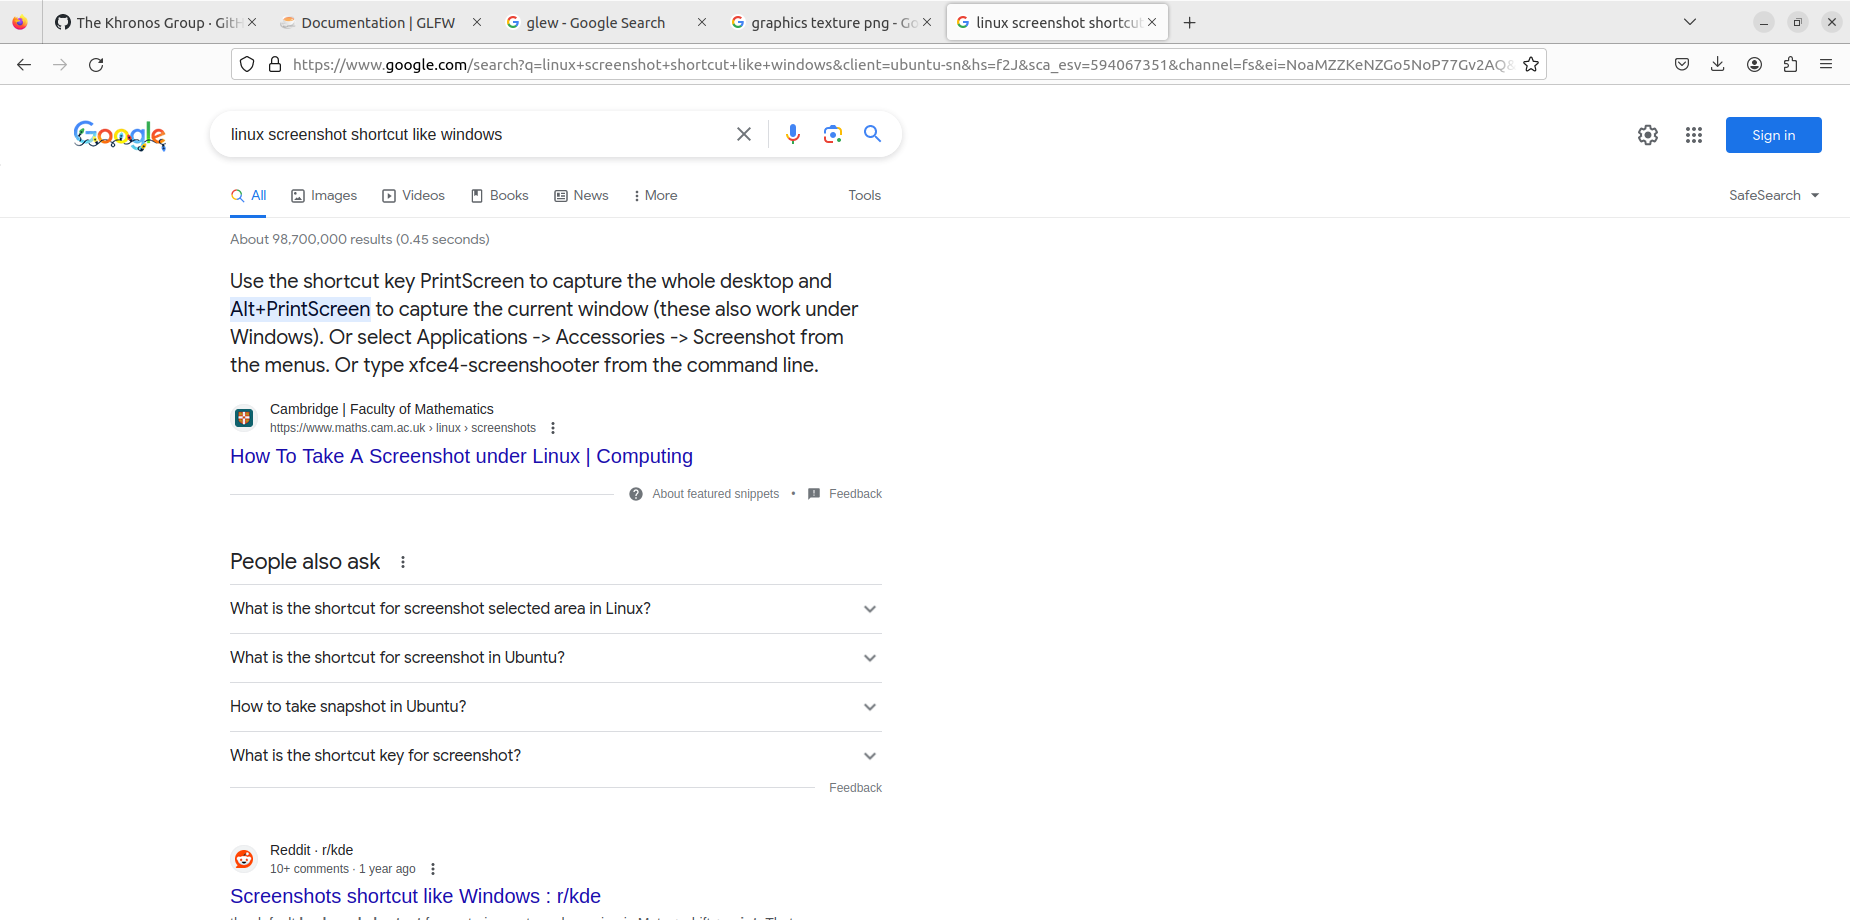 The Khronos Group · GitH
Documentation | GLFW
glew - Google Search
graphics texture png - Go
linux screenshot shortcut
https://www.google.com/search?q=linux+screenshot+shortcut+like+windows&client=ubuntu-sn&hs=f2J&sca_esv=594067351&channel=fs&ei=NoaMZZKeNZGo5NoP77Gv2AQ&
Google
linux screenshot shortcut like windows
Sign in
All
Images
Videos
Books
News
More
Tools
SafeSearch
About 98,700,000 results (0.45 seconds)
Use the shortcut key PrintScreen to capture the whole desktop and
Alt+PrintScreen to capture the current window (these also work under
Windows). Or select Applications -> Accessories -> Screenshot from
the menus. Or type xfce4-screenshooter from the command line.
Cambridge | Faculty of Mathematics
https://www.maths.cam.ac.uk › linux › screenshots
How To Take A Screenshot under Linux | Computing
About featured snippets • Feedback
People also ask
What is the shortcut for screenshot selected area in Linux?
What is the shortcut for screenshot in Ubuntu?
How to take snapshot in Ubuntu?
What is the shortcut key for screenshot?
Feedback
Reddit · r/kde
10+ comments · 1 year ago
Screenshots shortcut like Windows : r/kde